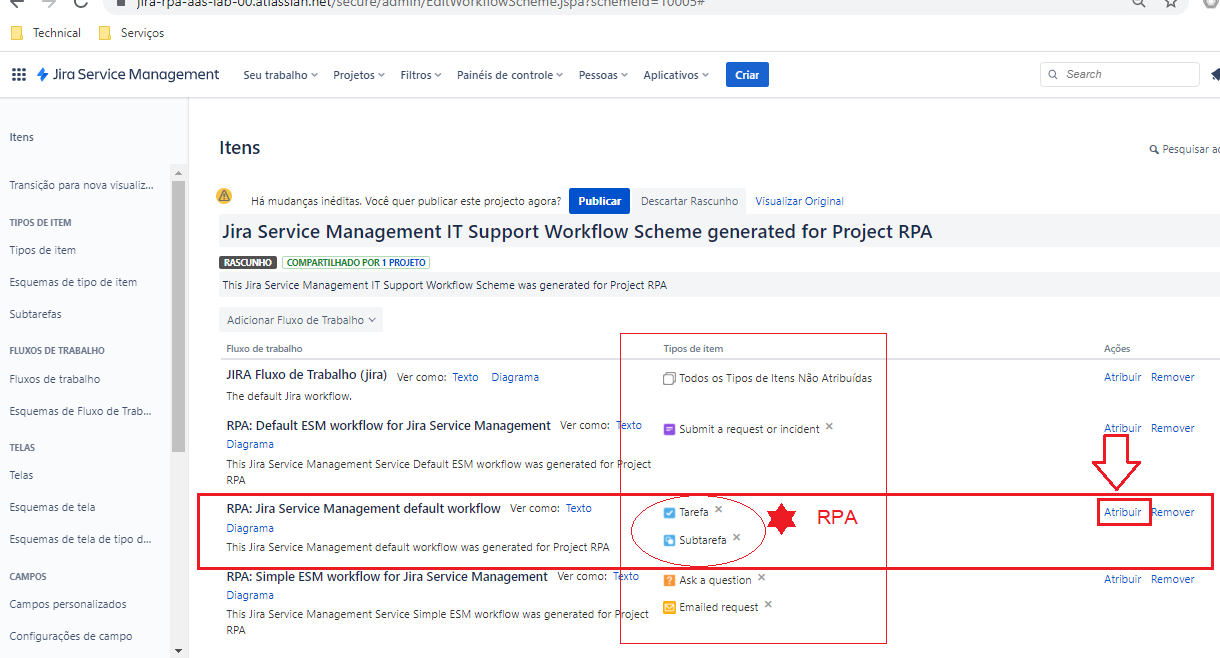 jira-rpa-aas-lab-00.atlassian.net/secure/admin/EditWorkflowScheme.jspa?schemeId=10005#
Technical Serviços
Jira Service Management Seu trabalho Projetos Filtros Painéis de controle Pessoas Aplicativos Criar Search
Itens
Itens
Pesquisar
Transição para nova visualiz...
Há mudanças inéditas. Você quer publicar este projecto agora? Publicar Descartar Rascunho Visualizar Original
TIPOS DE ITEM
Jira Service Management IT Support Workflow Scheme generated for Project RPA
Tipos de item
RASCUNHO COMPARTILHADO POR 1 PROJETO
Esquemas de tipo de item
This Jira Service Management IT Support Workflow Scheme was generated for Project RPA
Subtarefas
Adicionar Fluxo de Trabalho
FLUXOS DE TRABALHO
Fluxo de trabalho Tipos de item Ações
Fluxos de trabalho
JIRA Fluxo de Trabalho (jira) Ver como: Texto Diagrama Todos os Tipos de Itens Não Atribuídas Atribuir Remover
The default Jira workflow.
Esquemas de Fluxo de Trab...
RPA: Default ESM workflow for Jira Service Management Ver como: Texto Submit a request or incident Atribuir Remover
Diagrama
TELAS
This Jira Service Management Service Default ESM workflow was generated for Project
RPA
Telas
Esquemas de tela
RPA: Jira Service Management default workflow Ver como: Texto Tarefa RPA Atribuir Remover
Diagrama
Esquemas de tela de tipo d...
This Jira Service Management default workflow was generated for Project RPA Subtarefa
CAMPOS
RPA: Simple ESM workflow for Jira Service Management Ver como: Texto Ask a question Atribuir Remover
Diagrama
Campos personalizados
This Jira Service Management Service Simple ESM workflow was generated for Project Emailed request
RPA
Configurações de campo